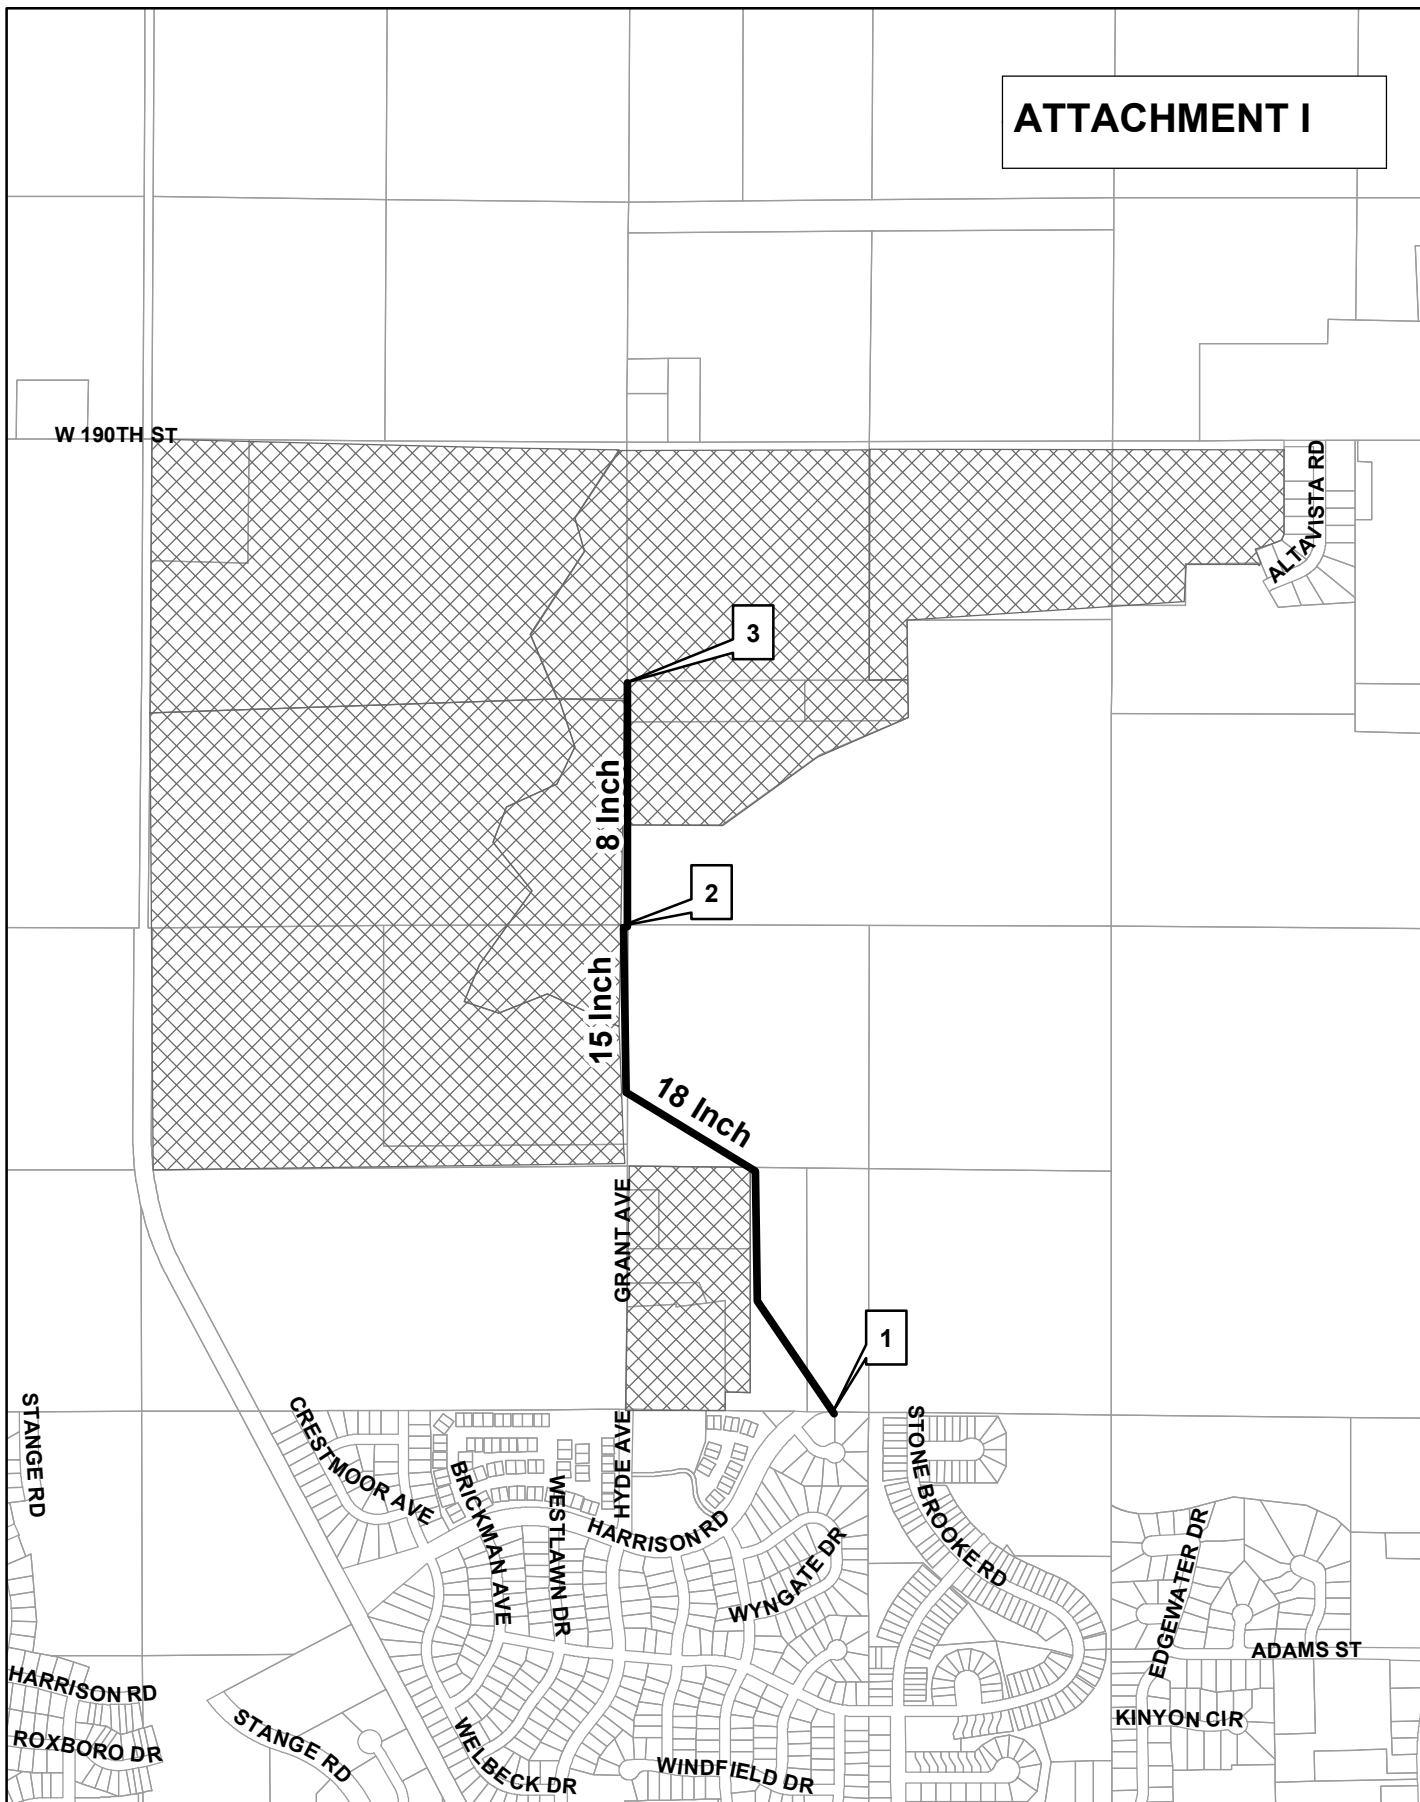 ATTACHMENT I
W 190TH ST
ALTAVISTA RD
3
8 Inch
2
15 Inch
18 Inch
GRANT AVE
1
STANGE RD
CRESTMOOR AVE
BRICKMAN AVE
WESTLAWN DR
HYDE AVE
HARRISON RD
WYNGATE DR
STONE BROOKE RD
EDGEWATER DR
ADAMS ST
HARRISON RD
ROXBORO DR
STANGE RD
WELBECK DR
WINDFIELD DR
KINYON CIR